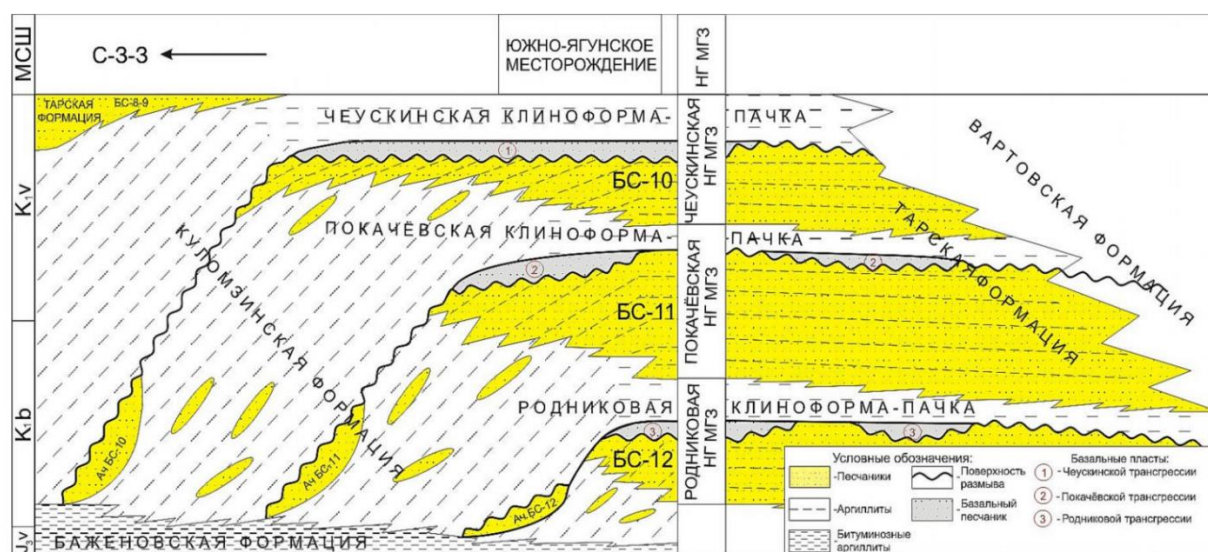 МСШ
С-З-З
ЮЖНО-ЯГУНСКОЕ
МЕСТОРОЖДЕНИЕ
НГ МГЗ
K₁v
K₁b
J₃v
ТАРСКАЯ
ФОРМАЦИЯ
БС-8-9
ЧЕУСКИНСКАЯ КЛИНОФОРМА-
ПАЧКА
1
БС-10
ЧЕУСКИНСКАЯ
НГ МГЗ
ВАРТОВСКАЯ ФОРМАЦИЯ
КУЛОМЗИНСКАЯ ФОРМАЦИЯ
ПОКАЧЁВСКАЯ КЛИНОФОРМА-
ПАЧКА
2
БС-11
ПОКАЧЁВСКАЯ
НГ МГЗ
2
ТАРСКАЯ ФОРМАЦИЯ
РОДНИКОВАЯ
КЛИНОФОРМА-ПАЧКА
3
БС-12
РОДНИКОВАЯ
НГ МГЗ
3
Ач БС-10
Ач БС-11
Ач БС-12
БАЖЕНОВСКАЯ ФОРМАЦИЯ
Условные обозначения:
-Песчаники
-Аргиллиты
-Битуминозные
аргиллиты
-Поверхность
размыва
-Базальный
песчаник
Базальные пласты:
1 -Чеускинской трансгрессии
2 -Покачёвской трансгрессии
3 -Родниковой трансгрессии